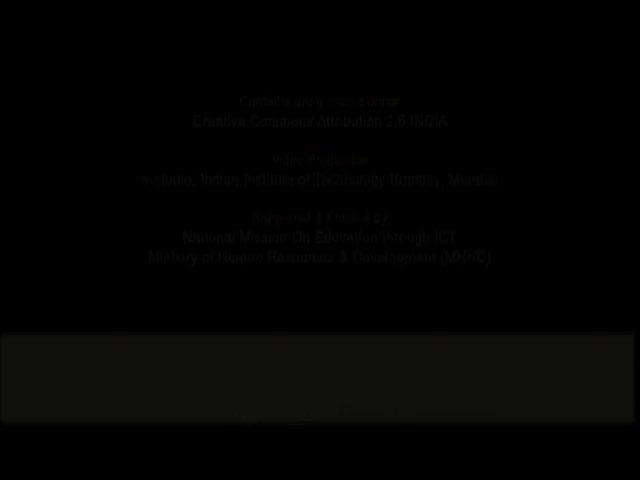 Contents are licensed under
Creative Commons Attribution 2.5 INDIA
Video Production
Indian Institute of Technology Bombay, Mumbai
Supported & Funded by
National Mission On Education through ICT
Ministry of Human Resources & Development (MHRD)